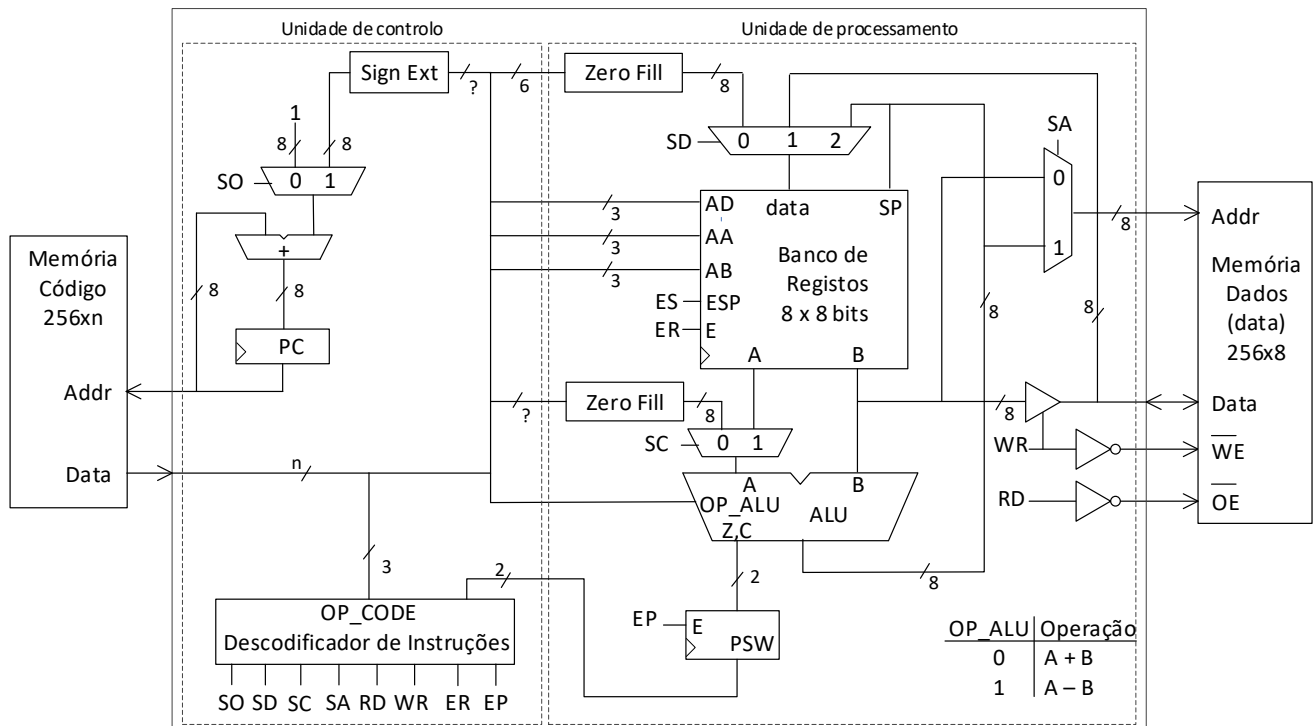 Unidade de controlo
Unidade de processamento
Sign Ext
?
6
Zero Fill
8
1
8
8
SO
0 1
SD
0 1 2
SA
0
1
8
+
8
8
PC
Memória
Código
256xn
Addr
Data
n
3
3
3
AD
AA
AB
data
SP
Banco de
Registos
8 x 8 bits
ES
ESP
ER
E
A
B
8
8
Addr
Memória
Dados
(data)
256x8
Data
WE
OE
?
Zero Fill
8
SC
0 1
8
WR
RD
A
B
OP_ALU
ALU
Z,C
2
8
3
2
OP_CODE
Descodificador de Instruções
SO SD SC SA RD WR ER EP
EP
E
PSW
OP_ALU Operação
0 A + B
1 A – B